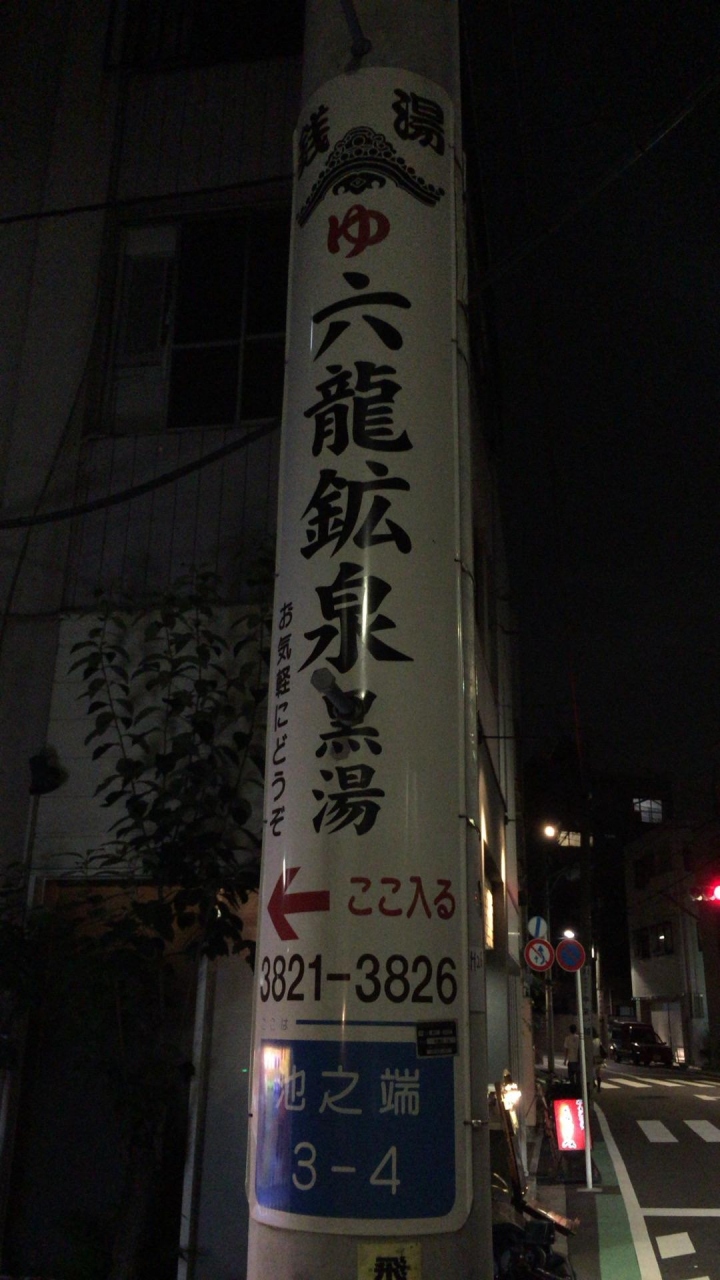 銭湯
ゆ
六龍鉱泉
黒湯
お気軽にどうぞ
ここ入る
3821-3826
池之端
3-4
飛